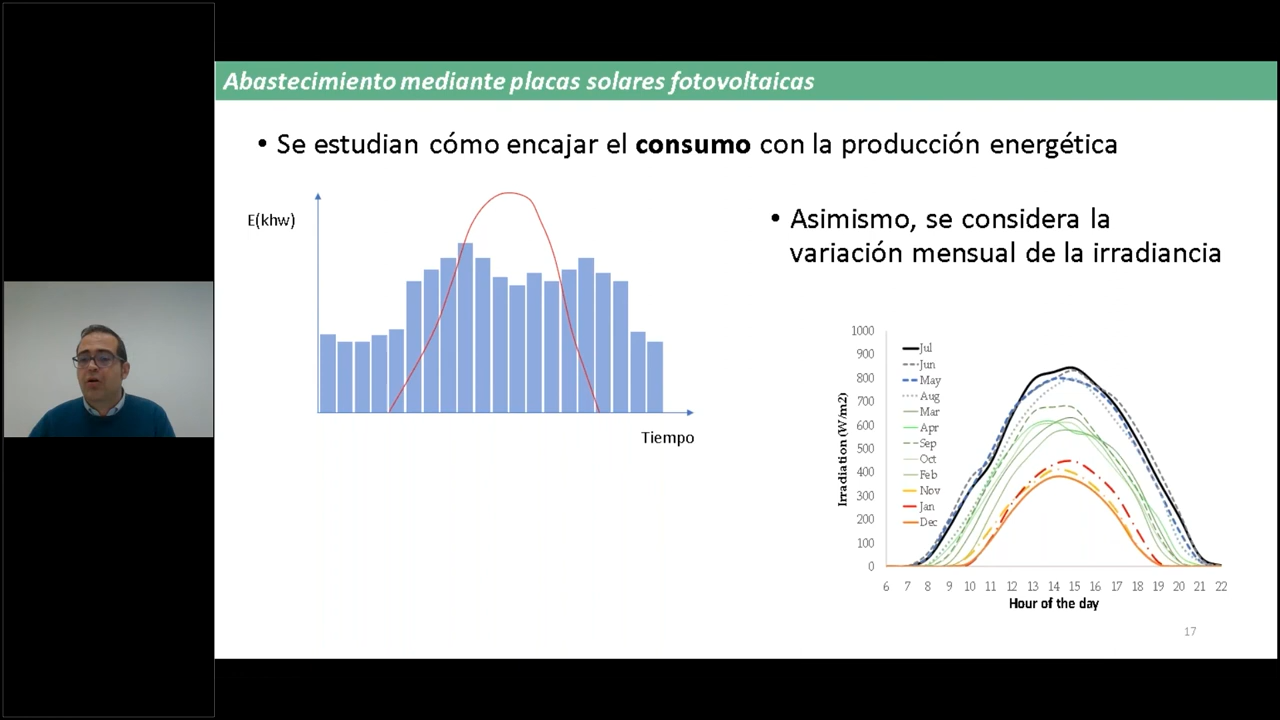 Abastecimiento mediante placas solares fotovoltaicas
• Se estudian cómo encajar el consumo con la producción energética
E(khw)
Tiempo
• Asimismo, se considera la
variación mensual de la irradiancia
1000
900
800
700
600
500
400
300
200
100
0
Irradiation (W/m2)
Jul
Jun
May
Aug
Mar
Apr
Sep
Oct
Feb
Nov
Jan
Dec
6 7 8 9 10 11 12 13 14 15 16 17 18 19 20 21 22
Hour of the day
17